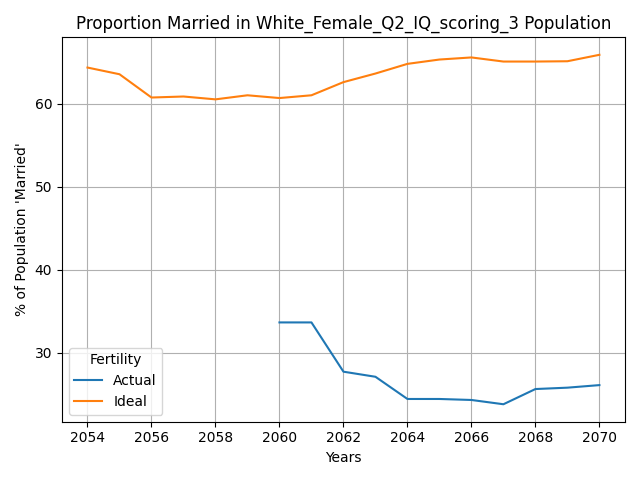 Proportion Married in White_Female_Q2_IQ_scoring_3 Population
% of Population 'Married'
60
50
40
30
Fertility
Actual
Ideal
2054 2056 2058 2060 2062 2064 2066 2068 2070
Years